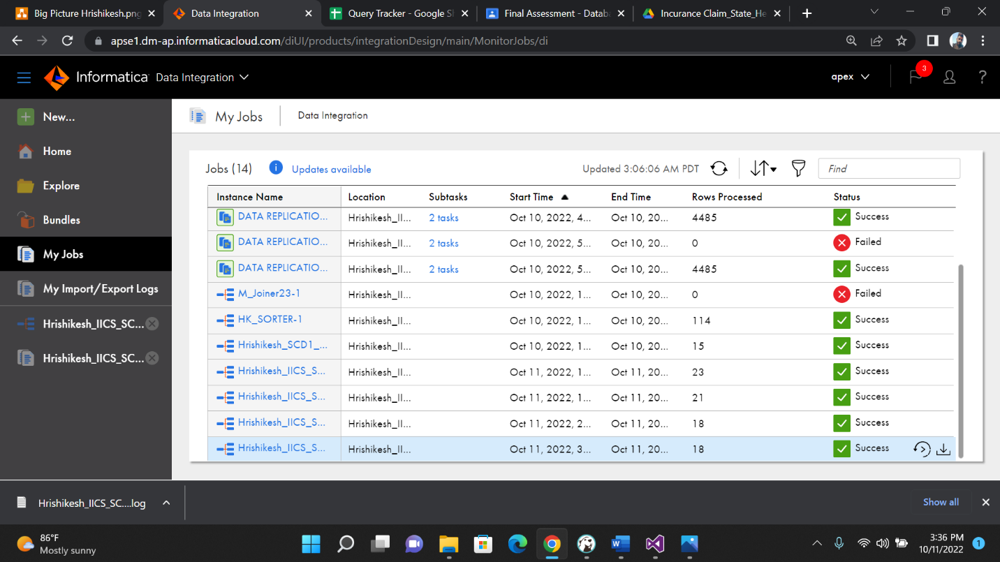 Big Picture Hrishikesh.png
Data Integration
Query Tracker - Google Sl
Final Assessment - Databa
Incurance Claim_State_He
apse1.dm-ap.informaticacloud.com/diUI/products/integrationDesign/main/MonitorJobs/di
Informatica Data Integration
apex
3
?
New...
Home
Explore
Bundles
My Jobs
My Import/Export Logs
Hrishikesh_IICS_SC...
Hrishikesh_IICS_SC...
My Jobs
Data Integration
Jobs (14)
Updates available
Updated 3:06:06 AM PDT
Find
Instance Name Location Subtasks Start Time End Time Rows Processed Status
DATA REPLICATIO... Hrishikesh_II... 2 tasks Oct 10, 2022, 4... Oct 10, 20... 4485 Success
DATA REPLICATIO... Hrishikesh_II... 2 tasks Oct 10, 2022, 5... Oct 10, 20... 0 Failed
DATA REPLICATIO... Hrishikesh_II... 2 tasks Oct 10, 2022, 5... Oct 10, 20... 4485 Success
M_Joiner23-1 Hrishikesh_II... Oct 10, 2022, 1... Oct 10, 20... 0 Failed
HK_SORTER-1 Hrishikesh_II... Oct 10, 2022, 1... Oct 10, 20... 114 Success
Hrishikesh_SCD1_... Hrishikesh_II... Oct 10, 2022, 1... Oct 10, 20... 15 Success
Hrishikesh_IICS_S... Hrishikesh_II... Oct 11, 2022, 1... Oct 11, 20... 23 Success
Hrishikesh_IICS_S... Hrishikesh_II... Oct 11, 2022, 1... Oct 11, 20... 21 Success
Hrishikesh_IICS_S... Hrishikesh_II... Oct 11, 2022, 2... Oct 11, 20... 18 Success
Hrishikesh_IICS_S... Hrishikesh_II... Oct 11, 2022, 3... Oct 11, 20... 18 Success
Hrishikesh_IICS_SC....log
Show all
86°F
Mostly sunny
3:36 PM
10/11/2022
1